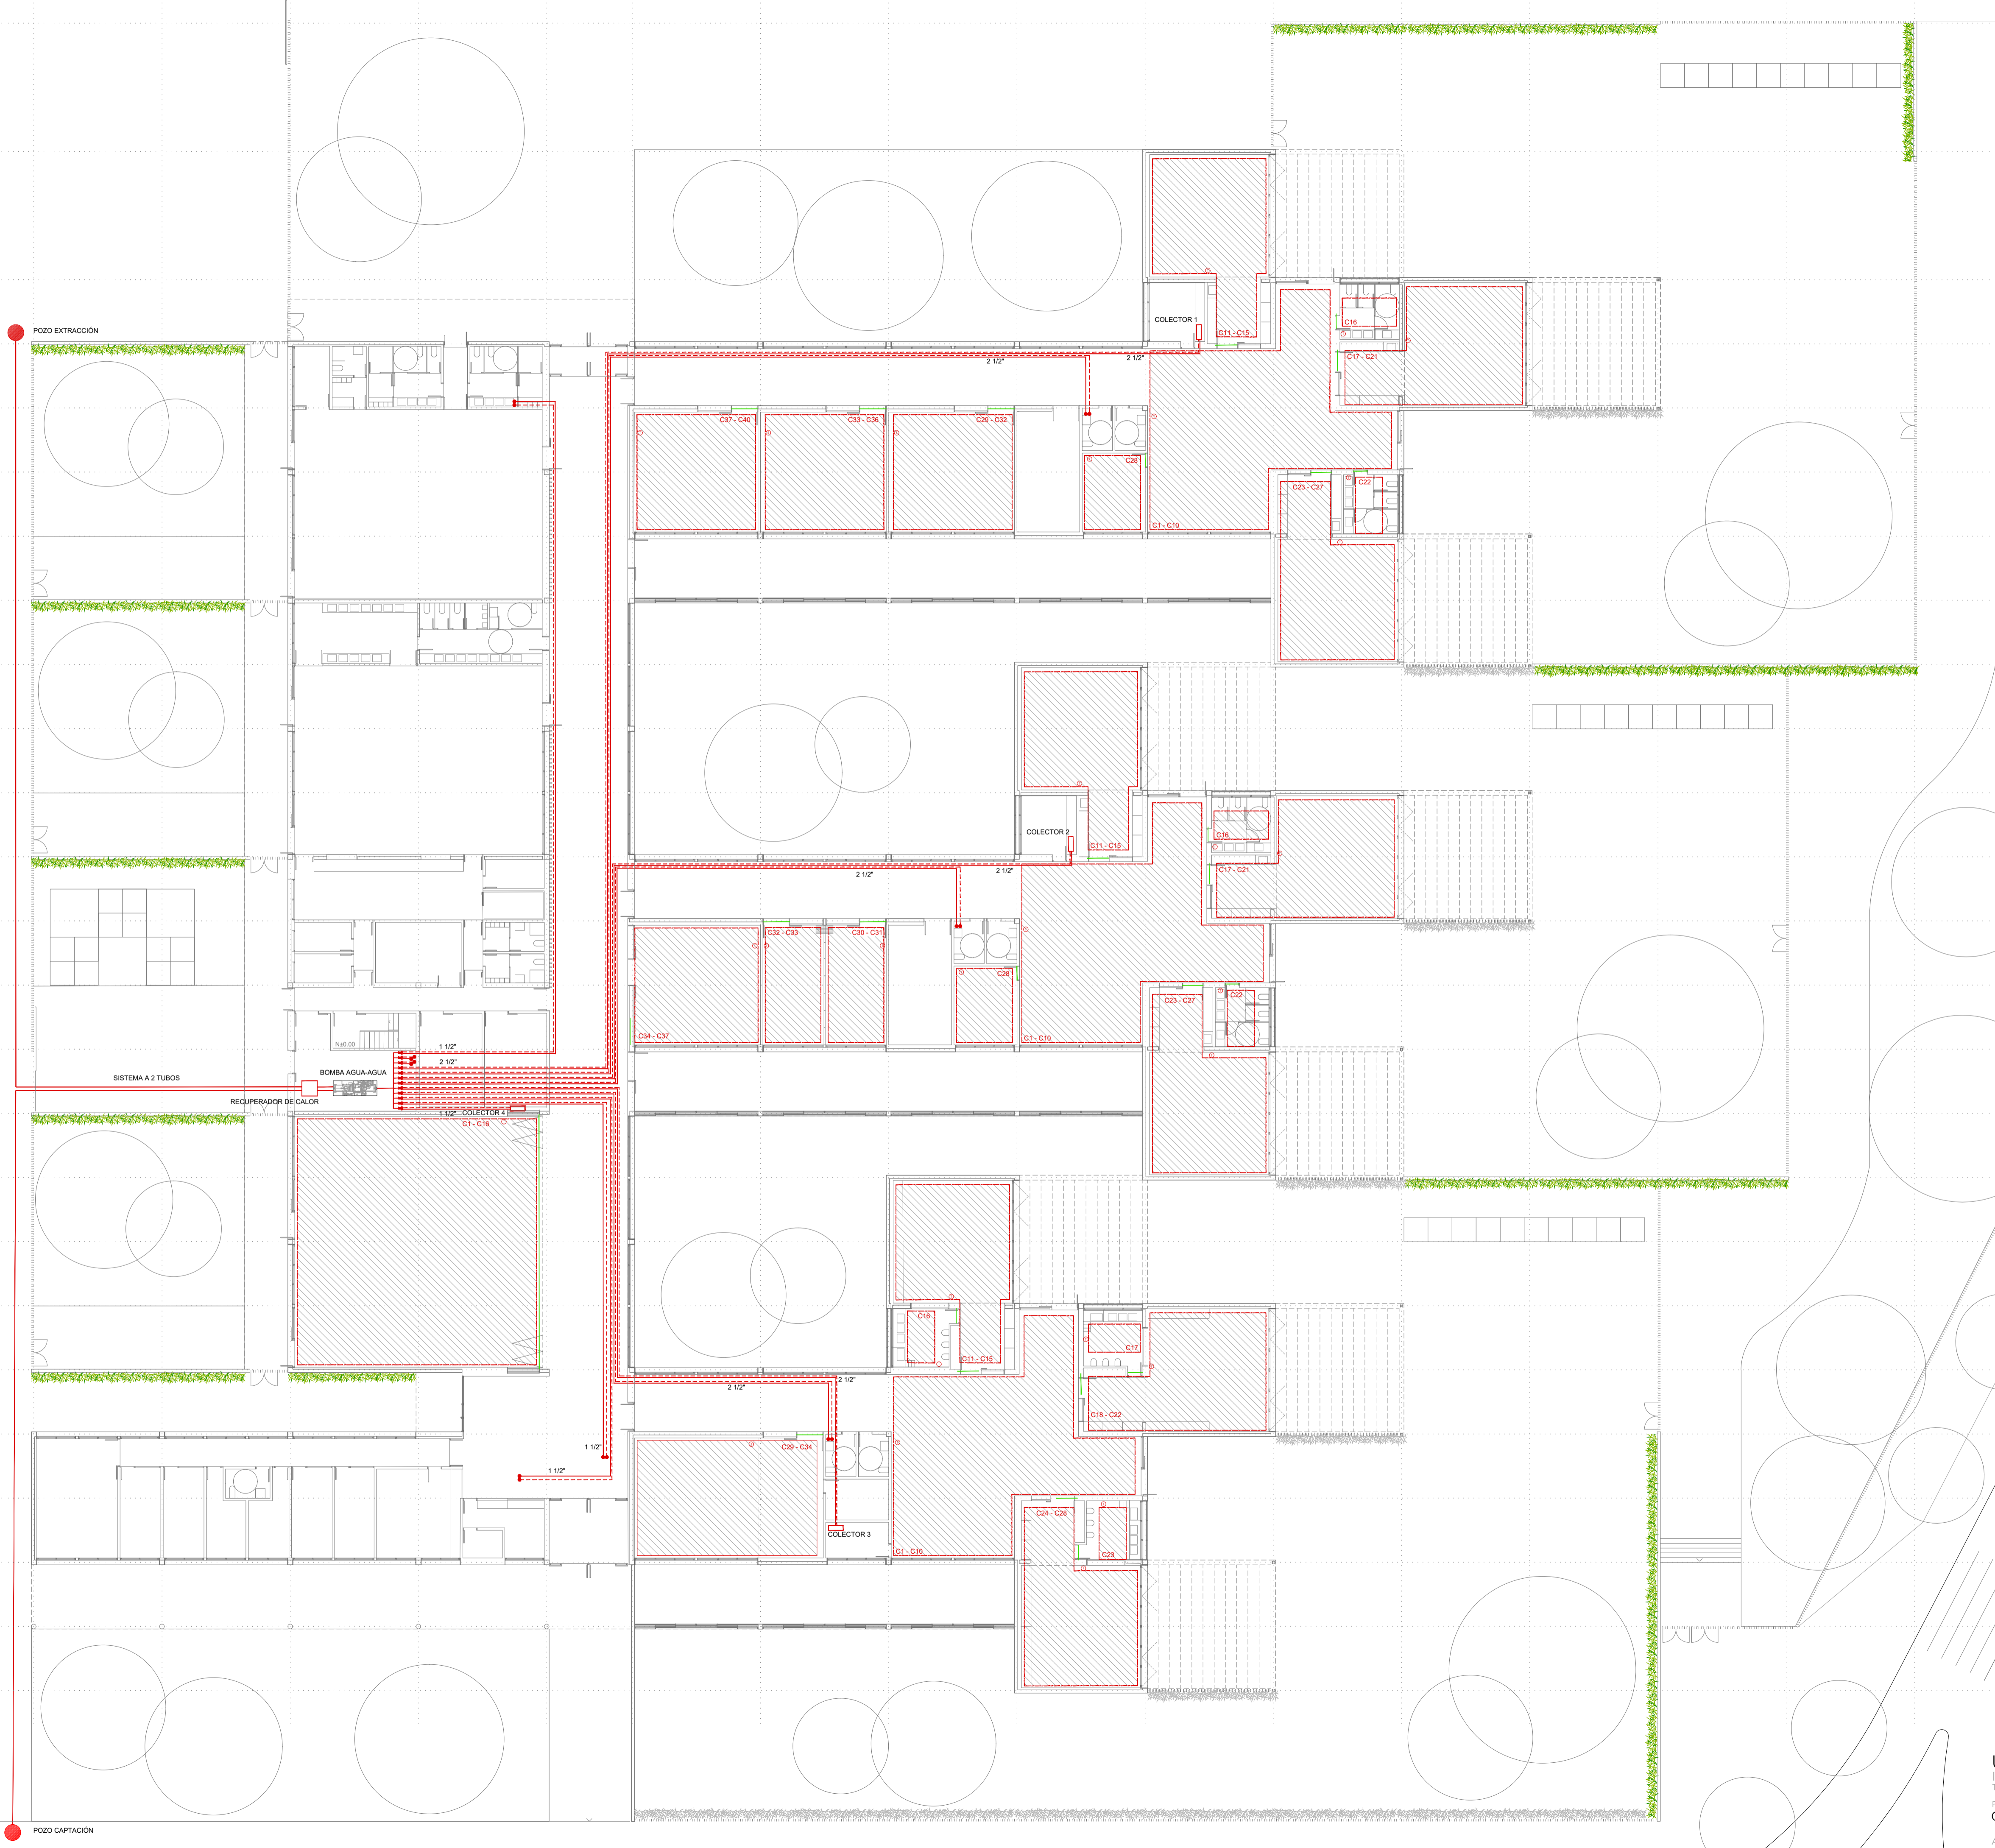 POZO EXTRACCIÓN
COLECTOR 1
C11 - C15
C16
C17 - C21
2 1/2"
2 1/2"
C37 - C40
C33 - C36
C29 - C32
C28
C23 - C27
C22
C1 - C10
COLECTOR 2
C11 - C15
C16
C17 - C21
2 1/2"
2 1/2"
C32 - C33
C30 - C31
C28
C23 - C27
C22
C34 - C37
C1 - C10
N±0.00
1 1/2"
2 1/2"
SISTEMA A 2 TUBOS
BOMBA AGUA-AGUA
RECUPERADOR DE CALOR
1 1/2"
COLECTOR 4
C1 - C16
C16
C11 - C15
C17
2 1/2"
2 1/2"
C18 - C22
1 1/2"
C29 - C34
1 1/2"
C24 - C28
COLECTOR 3
C1 - C10
C23
POZO CAPTACIÓN